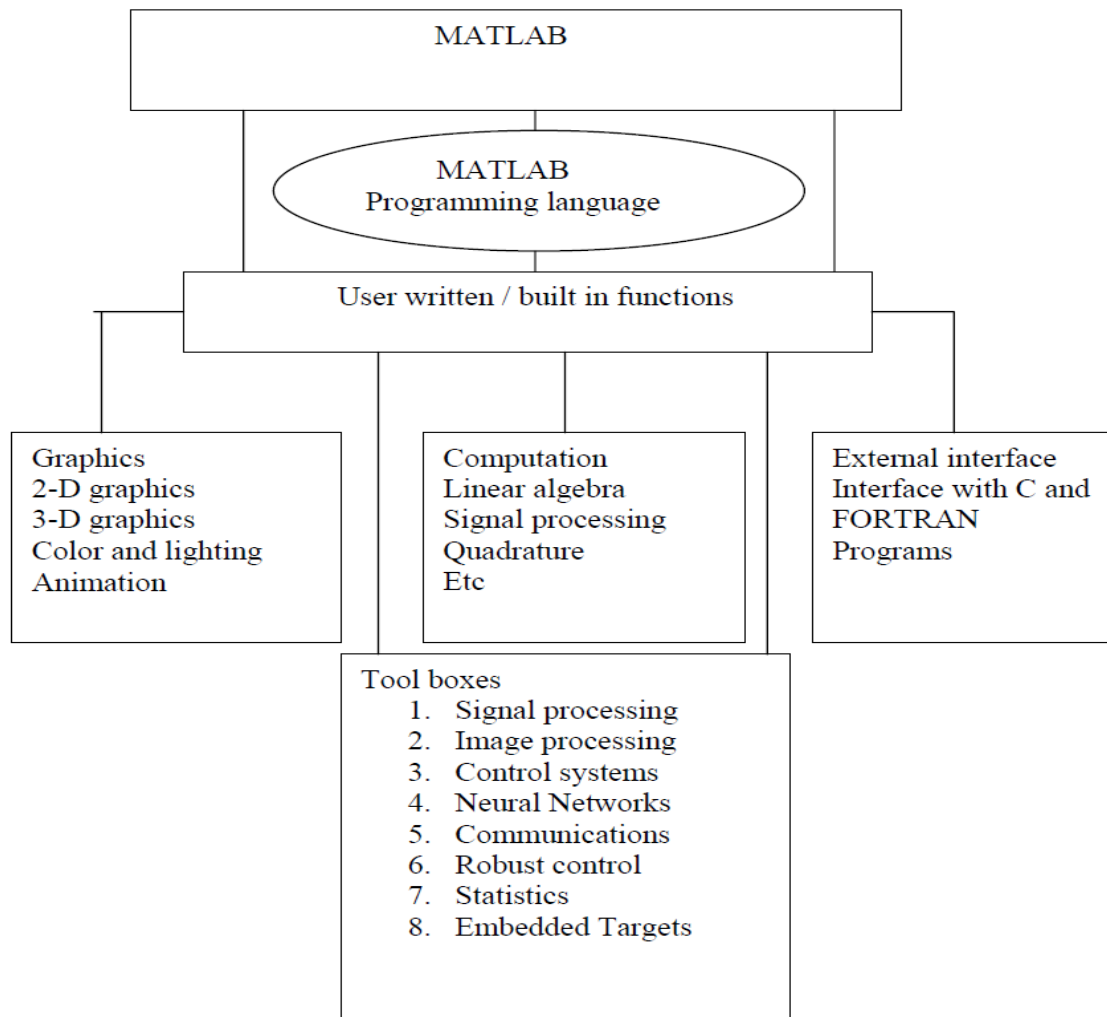 MATLAB
MATLAB
Programming language
User written / built in functions
Graphics
2-D graphics
3-D graphics
Color and lighting
Animation
Computation
Linear algebra
Signal processing
Quadrature
Etc
External interface
Interface with C and
FORTRAN
Programs
Tool boxes
1. Signal processing
2. Image processing
3. Control systems
4. Neural Networks
5. Communications
6. Robust control
7. Statistics
8. Embedded Targets